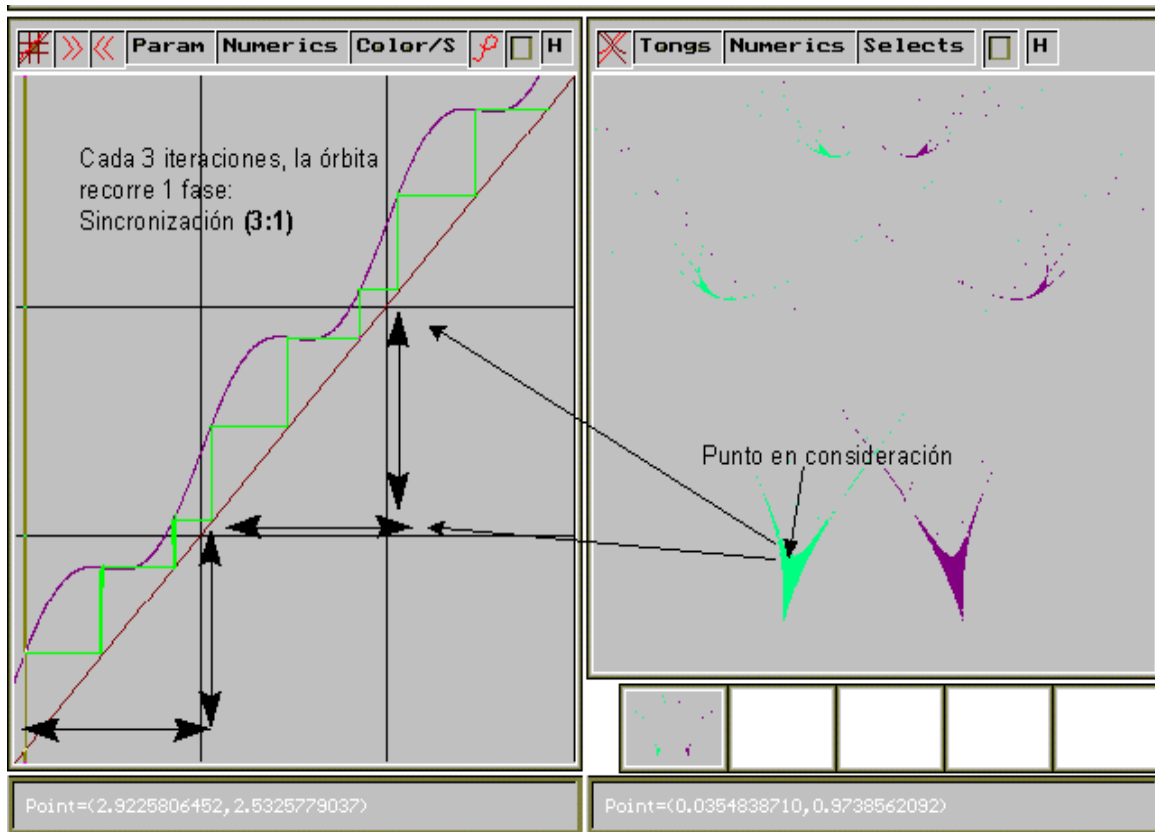 Param Numerics Color/S H
Cada 3 iteraciones, la órbita
recorre 1 fase:
Sincronización (3:1)
Point=(2.9225806452,2.5325779037)
Tongs Numerics Selects H
Punto en consideración
Point=(0.0354838710,0.9738562092)